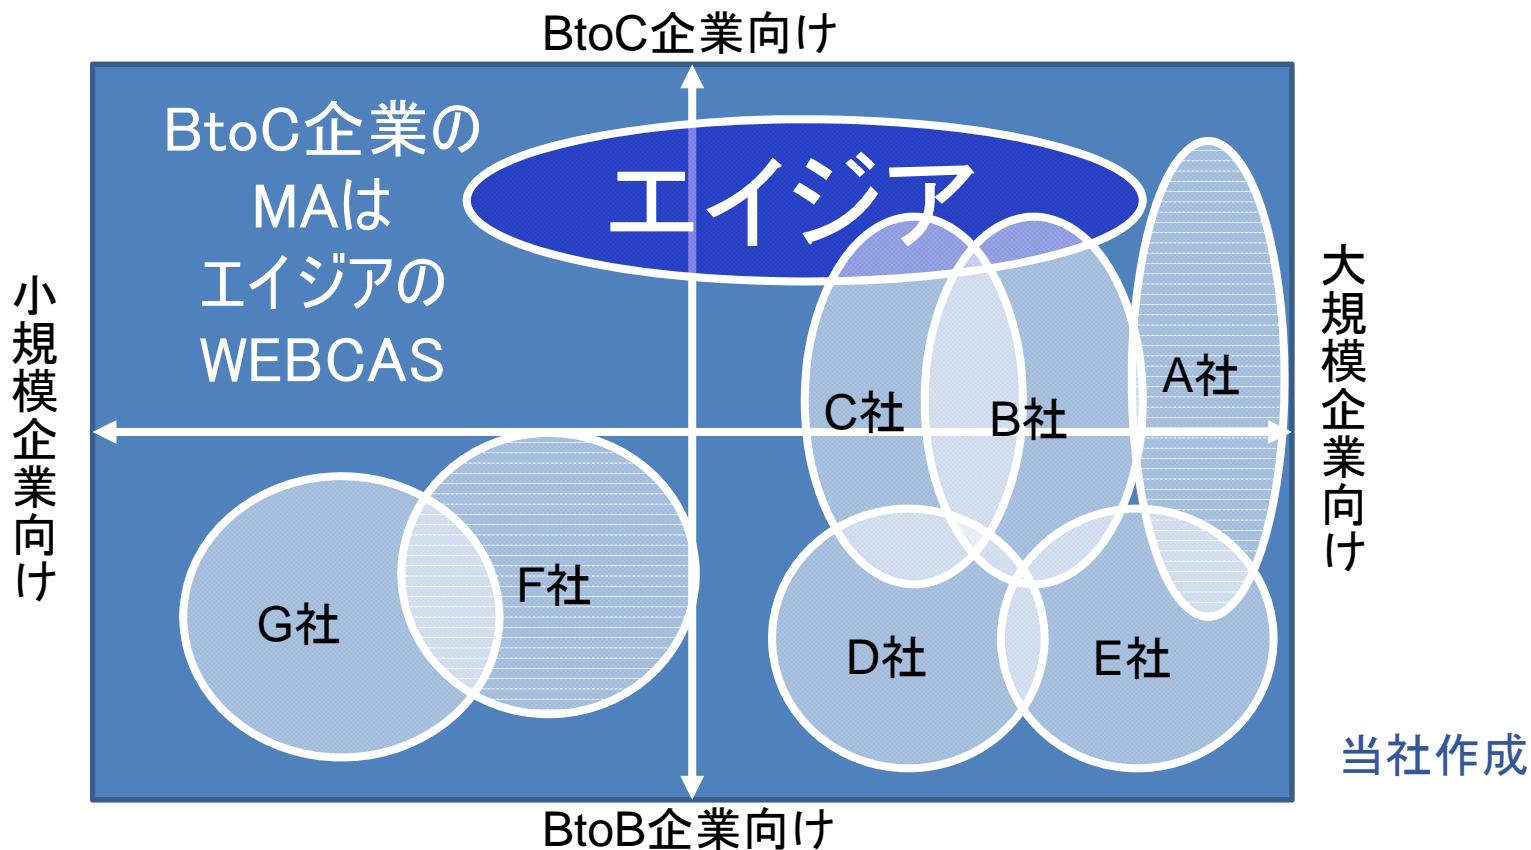 BtoC企業向け
BtoC企業の
MAは
エイジアの
WEBCAS
エイジア
小規模企業向け
大規模企業向け
A社
C社
B社
F社
G社
D社
E社
当社作成
BtoB企業向け